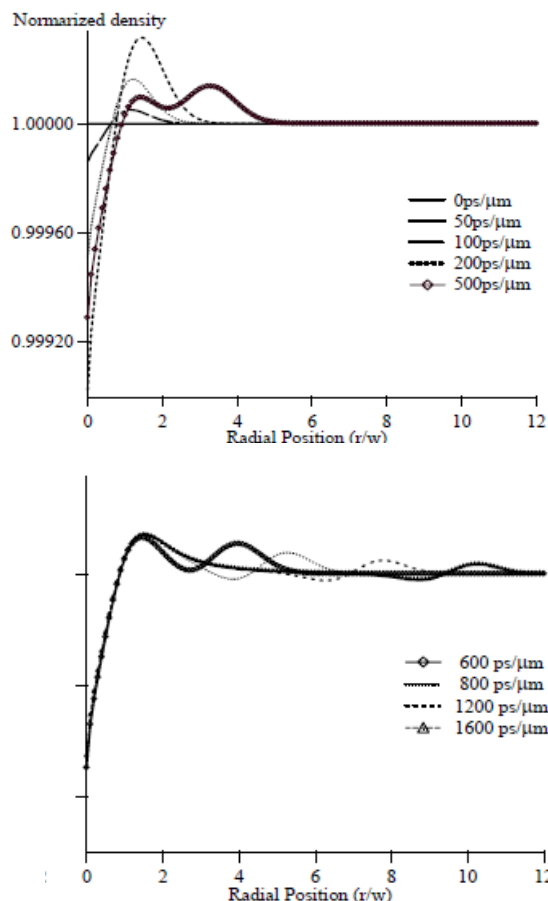 Normarized density
1.00000
0.99960
0.99920
0ps/μm
50ps/μm
100ps/μm
200ps/μm
500ps/μm
0 2 4 6 8 10 12
Radial Position (r/w)
600 ps/μm
800 ps/μm
1200 ps/μm
1600 ps/μm
0 2 4 6 8 10 12
Radial Position (r/w)